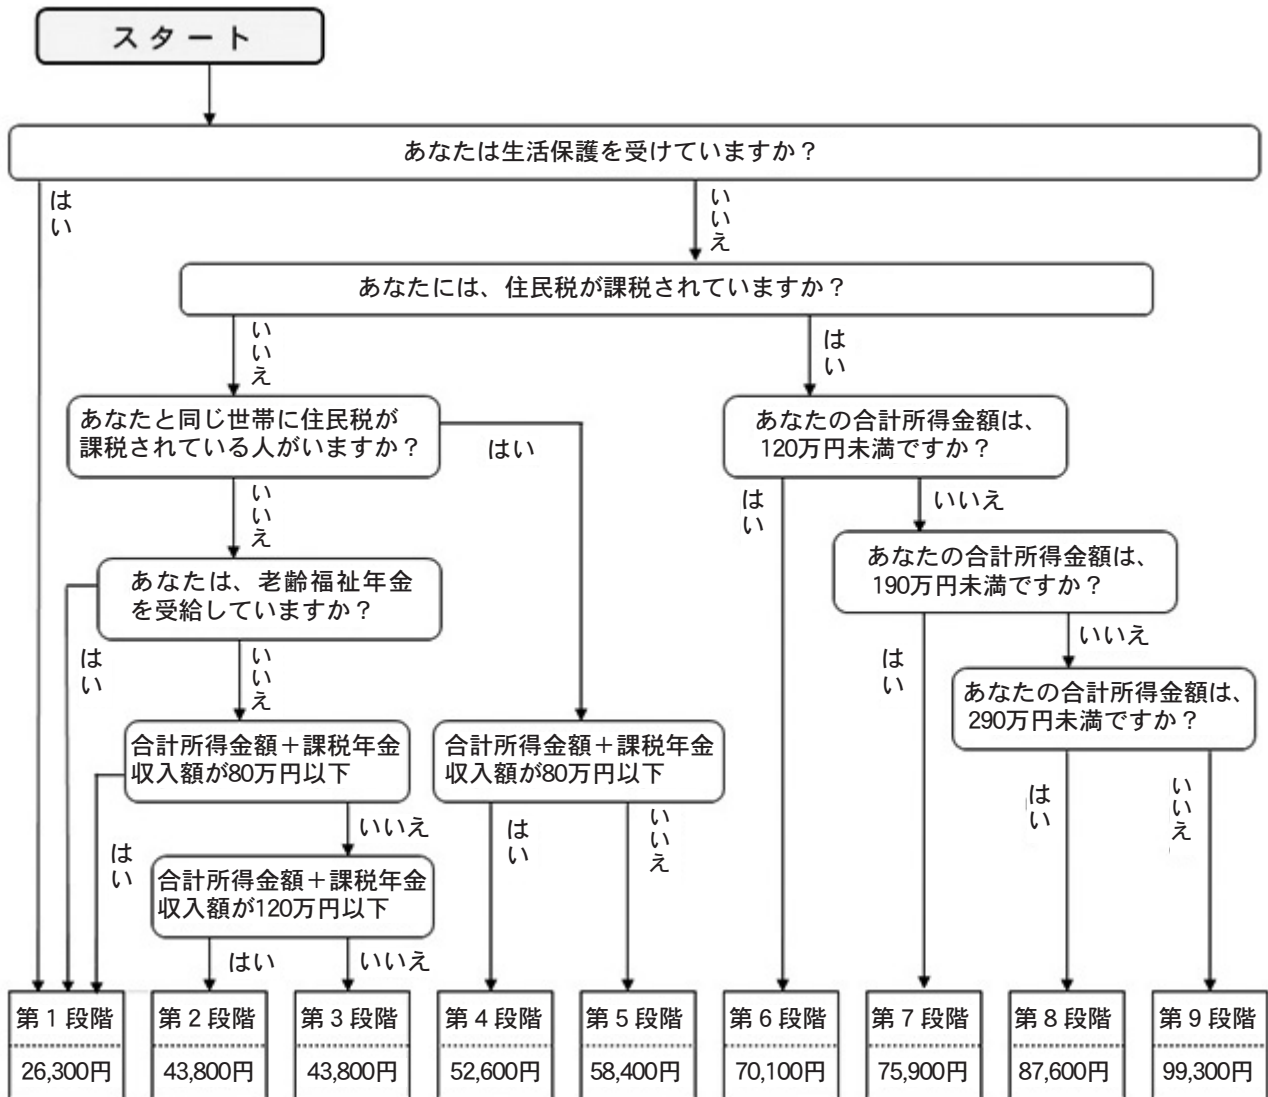 スタート
あなたは生活保護を受けていますか？
はい
いいえ
あなたには、住民税が課税されていますか？
いいえ
はい
あなたと同じ世帯に住民税が
課税されている人がいますか？
はい
いいえ
あなたの合計所得金額は、
120万円未満ですか？
はい
いいえ
あなたは、老齢福祉年金
を受給していますか？
はい
いいえ
あなたの合計所得金額は、
190万円未満ですか？
はい
いいえ
あなたの合計所得金額は、
290万円未満ですか？
はい
いいえ
合計所得金額＋課税年金
収入額が80万円以下
はい
いいえ
合計所得金額＋課税年金
収入額が80万円以下
はい
いいえ
合計所得金額＋課税年金
収入額が120万円以下
はい
いいえ
第１段階
26,300円
第２段階
43,800円
第３段階
43,800円
第４段階
52,600円
第５段階
58,400円
第６段階
70,100円
第７段階
75,900円
第８段階
87,600円
第９段階
99,300円